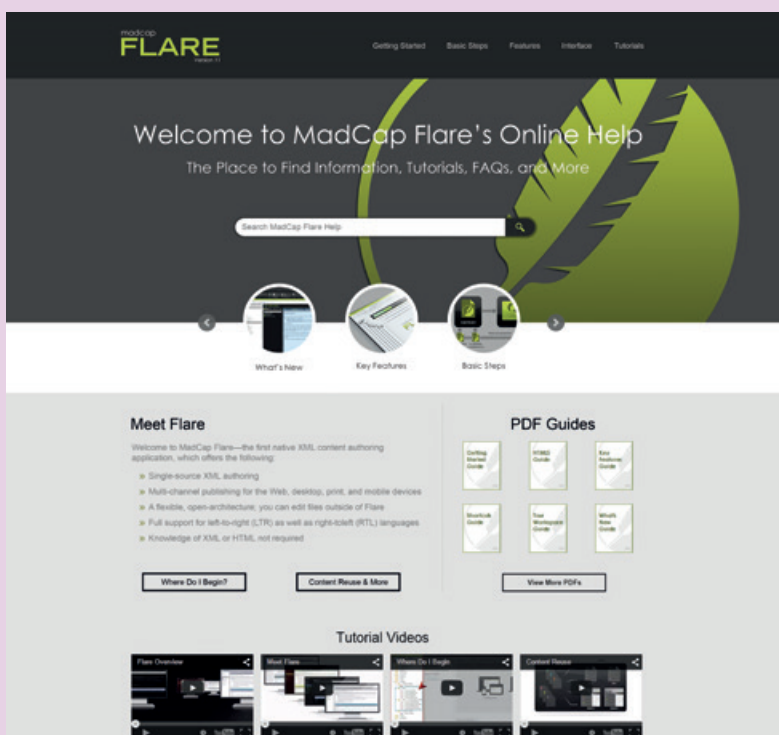 madcap
FLARE
Version 11
Getting Started
Basic Steps
Features
Interface
Tutorials
Welcome to MadCap Flare's Online Help
The Place to Find Information, Tutorials, FAQs, and More
Search MadCap Flare Help
What's New
Key Features
Basic Steps
Meet Flare
Welcome to MadCap Flare—the first native XML content authoring
application, which offers the following:
» Single-source XML authoring
» Multi-channel publishing for the Web, desktop, print, and mobile devices
» A flexible, open-architecture; you can edit files outside of Flare
» Full support for left-to-right (LTR) as well as right-toleft (RTL) languages
» Knowledge of XML or HTML not required
Where Do I Begin?
Content Reuse & More
PDF Guides
Getting
Started
Guide
HTML5
Guide
Key
Features
Guide
Shortcuts
Guide
Tour
Workspace
Guide
What's
New
Guide
View More PDFs
Tutorial Videos
Flare Overview
Meet Flare
Where Do I Begin
Content Reuse
YouTube
YouTube
YouTube
YouTube